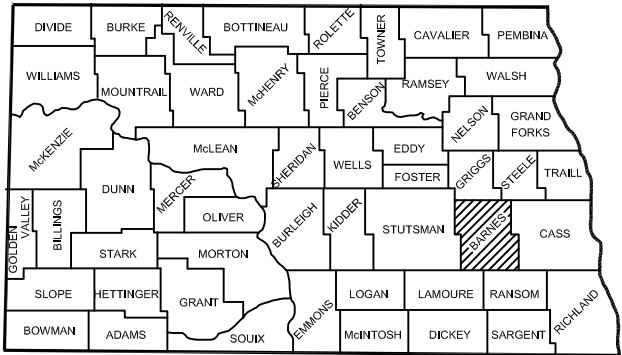 DIVIDE
BURKE
RENVILLE
BOTTINEAU
ROLETTE
TOWNER
CAVALIER
PEMBINA
WILLIAMS
MOUNTRAIL
WARD
McHENRY
PIERCE
BENSON
RAMSEY
WALSH
McKENZIE
McLEAN
SHERIDAN
WELLS
EDDY
FOSTER
NELSON
GRAND
FORKS
DUNN
MERCER
OLIVER
GRIGGS
STEELE
TRAILL
GOLDEN
VALLEY
BILLINGS
STARK
MORTON
BURLEIGH
KIDDER
STUTSMAN
BARNES
CASS
SLOPE
HETTINGER
GRANT
EMMONS
LOGAN
LAMOURE
RANSOM
RICHLAND
BOWMAN
ADAMS
SOUIX
McINTOSH
DICKEY
SARGENT